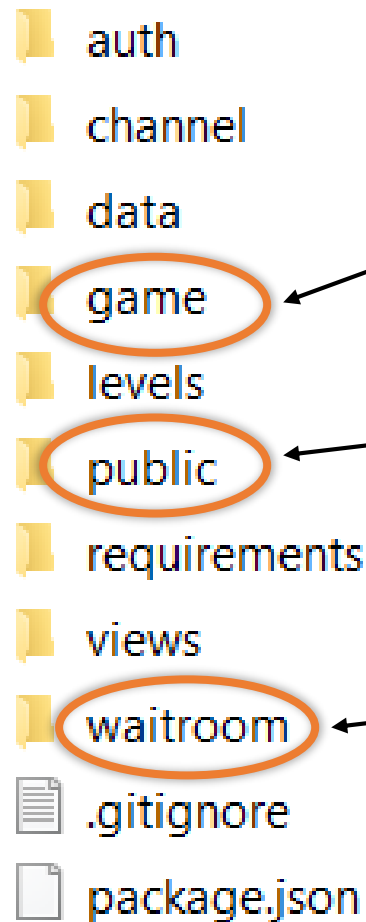 auth
channel
data
game
levels
public
requirements
views
waitroom
.gitignore
package.json